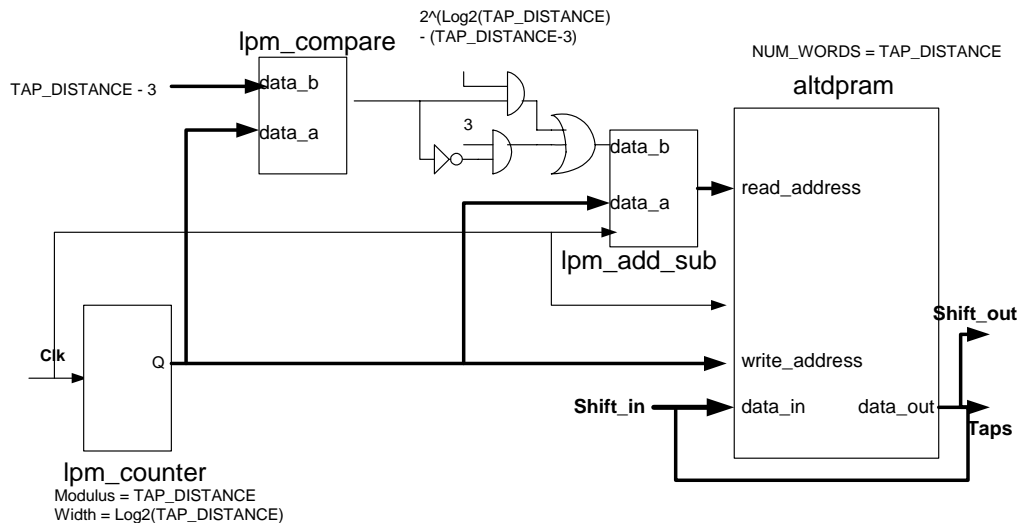 2^(Log2(TAP_DISTANCE)
- (TAP_DISTANCE-3)
lpm_compare
NUM_WORDS = TAP_DISTANCE
altdpram
TAP_DISTANCE - 3
data_b
data_a
3
data_b
data_a
read_address
lpm_add_sub
Shift_out
Clk
Q
write_address
Shift_in
data_in
data_out
Taps
lpm_counter
Modulus = TAP_DISTANCE
Width = Log2(TAP_DISTANCE)